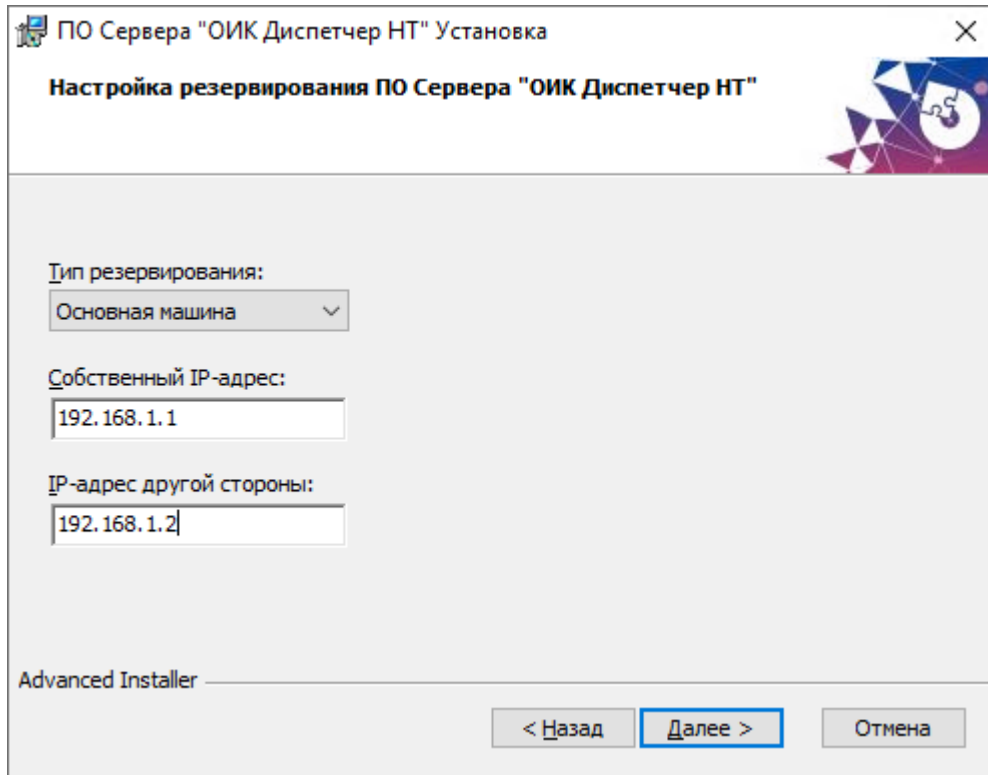 ПО Сервера "ОИК Диспетчер НТ" Установка
Настройка резервирования ПО Сервера "ОИК Диспетчер НТ"
Тип резервирования:
Основная машина
Собственный IP-адрес:
192.168.1.1
IP-адрес другой стороны:
192.168.1.2
Advanced Installer
< Назад Далее > Отмена